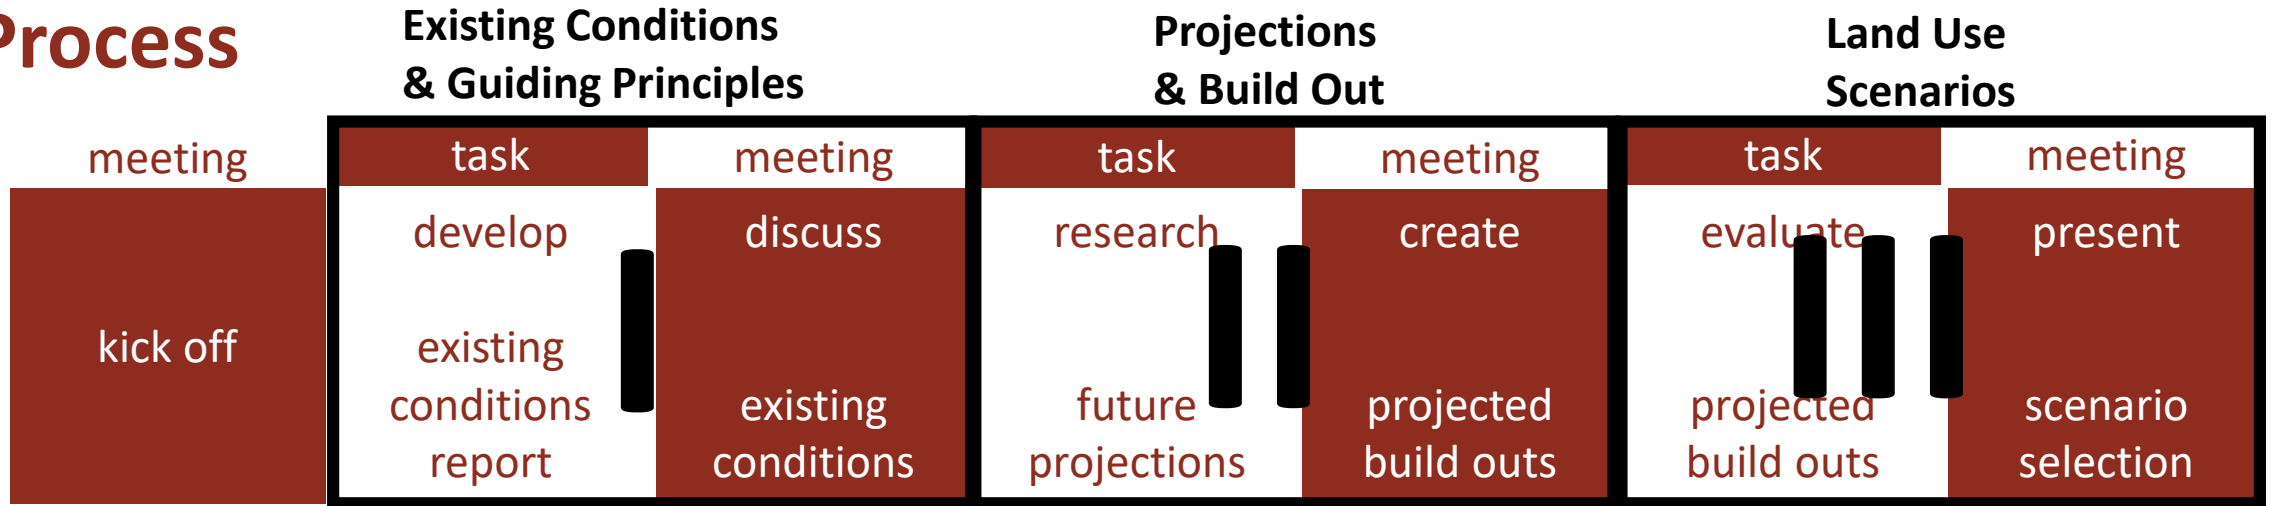 Process
Existing Conditions
& Guiding Principles
Projections
& Build Out
Land Use
Scenarios
meeting
kick off
task
develop
existing
conditions
report
meeting
discuss
existing
conditions
I
task
research
future
projections
meeting
create
projected
build outs
II
task
evaluate
projected
build outs
meeting
present
scenario
selection
III